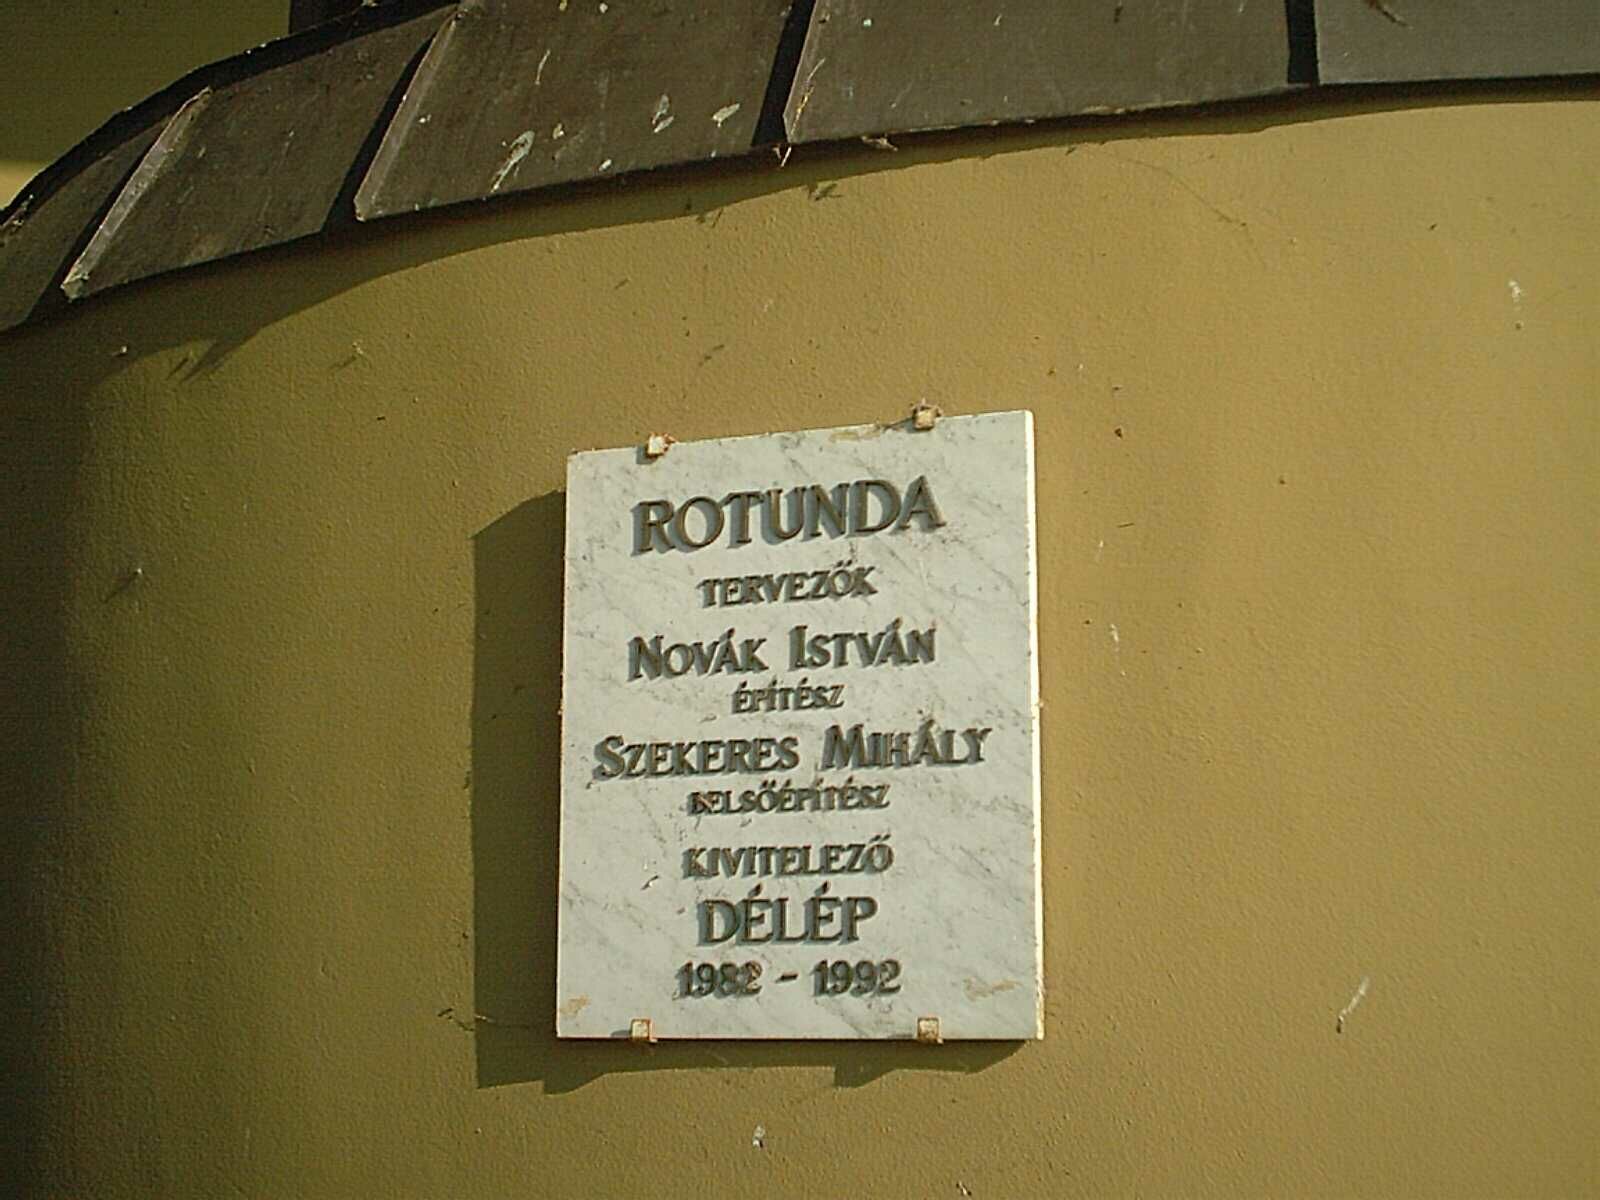 ROTUNDA
TERVEZŐK
NOVÁK ISTVÁN
ÉPÍTÉSZ
SZEKERES MIHÁLY
BELSŐÉPÍTÉSZ
KIVITELEZŐ
DÉLÉP
1982 - 1992